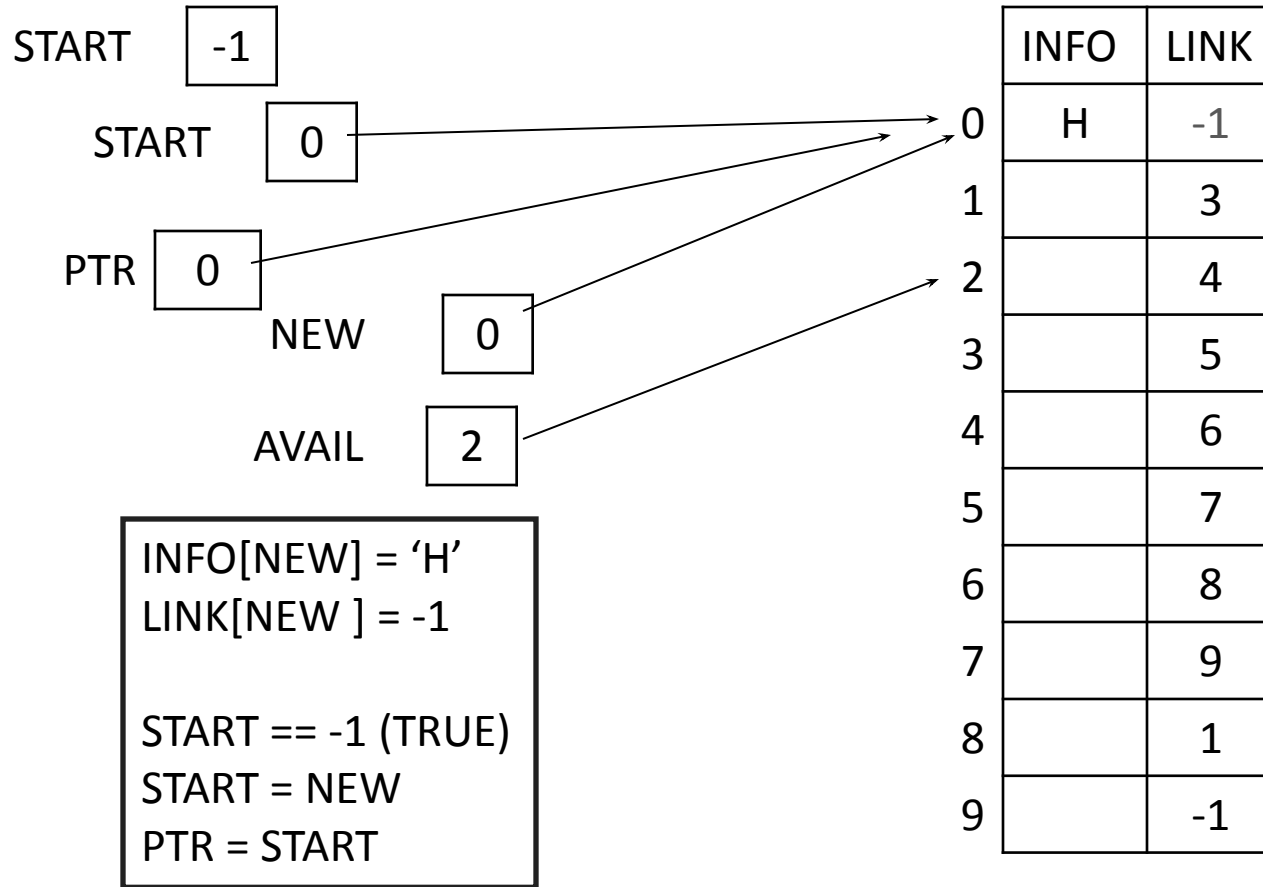 START -1
START 0
PTR 0
NEW 0
AVAIL 2
INFO[NEW] = ‘H’
LINK[NEW ] = -1
START == -1 (TRUE)
START = NEW
PTR = START
INFO LINK
0 H -1
1 3
2 4
3 5
4 6
5 7
6 8
7 9
8 1
9 -1